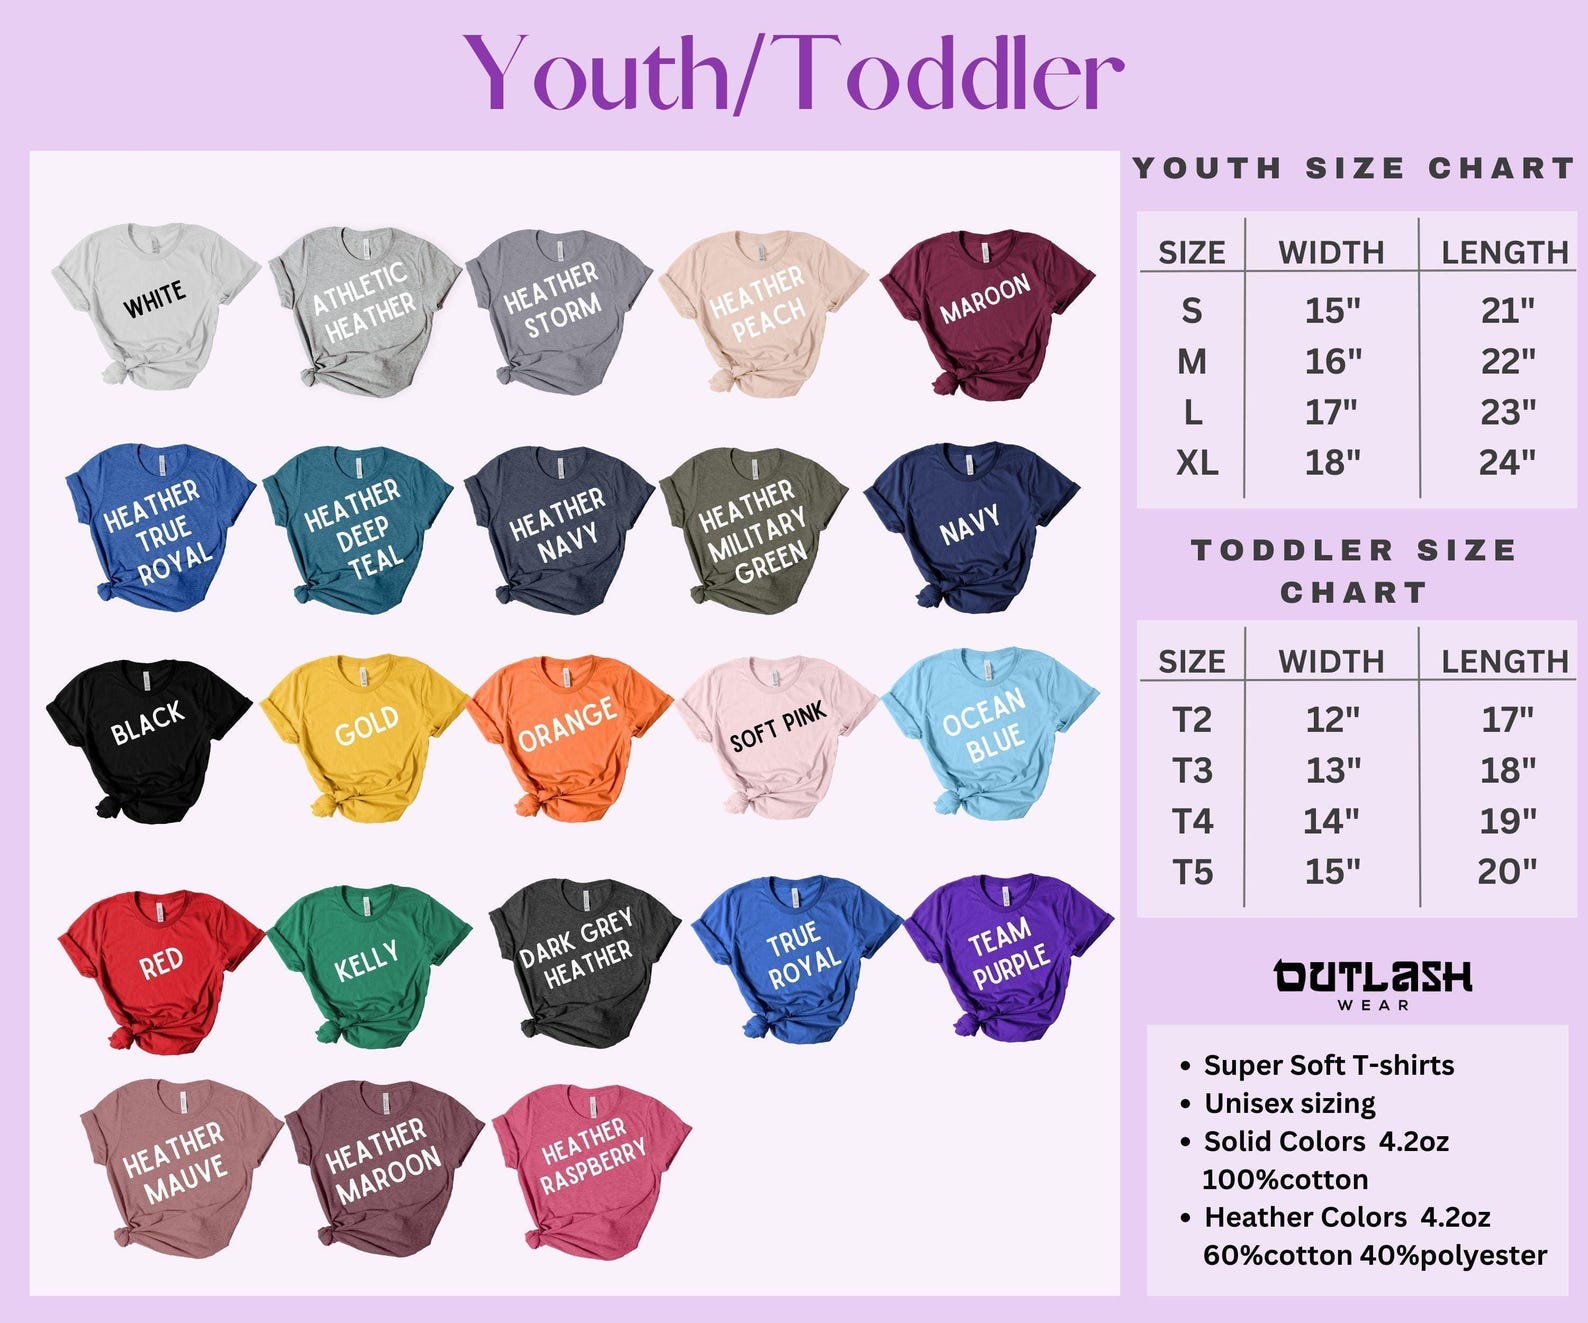 Youth/Toddler
WHITE
ATHLETIC
HEATHER
HEATHER
STORM
HEATHER
PEACH
MAROON
HEATHER
TRUE
ROYAL
HEATHER
DEEP
TEAL
HEATHER
NAVY
HEATHER
MILITARY
GREEN
NAVY
BLACK
GOLD
ORANGE
SOFT PINK
OCEAN
BLUE
RED
KELLY
DARK GREY
HEATHER
TRUE
ROYAL
TEAM
PURPLE
HEATHER
MAUVE
HEATHER
MAROON
HEATHER
RASPBERRY
YOUTH SIZE CHART
SIZE WIDTH LENGTH
S 15" 21"
M 16" 22"
L 17" 23"
XL 18" 24"
TODDLER SIZE
CHART
SIZE WIDTH LENGTH
T2 12" 17"
T3 13" 18"
T4 14" 19"
T5 15" 20"
OUTLASH
WEAR
• Super Soft T-shirts
• Unisex sizing
• Solid Colors 4.2oz
100%cotton
• Heather Colors 4.2oz
60%cotton 40%polyester